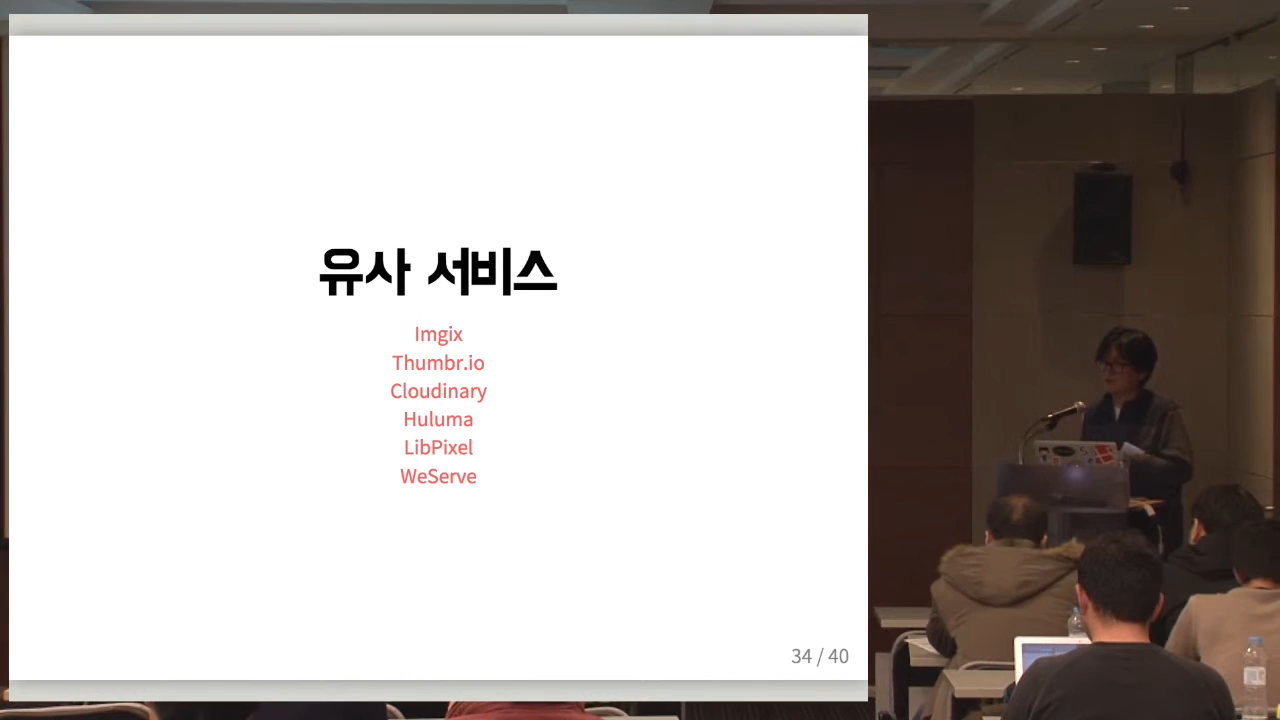 유사 서비스
Imgix
Thumbr.io
Cloudinary
Huluma
LibPixel
WeServe
34 / 40